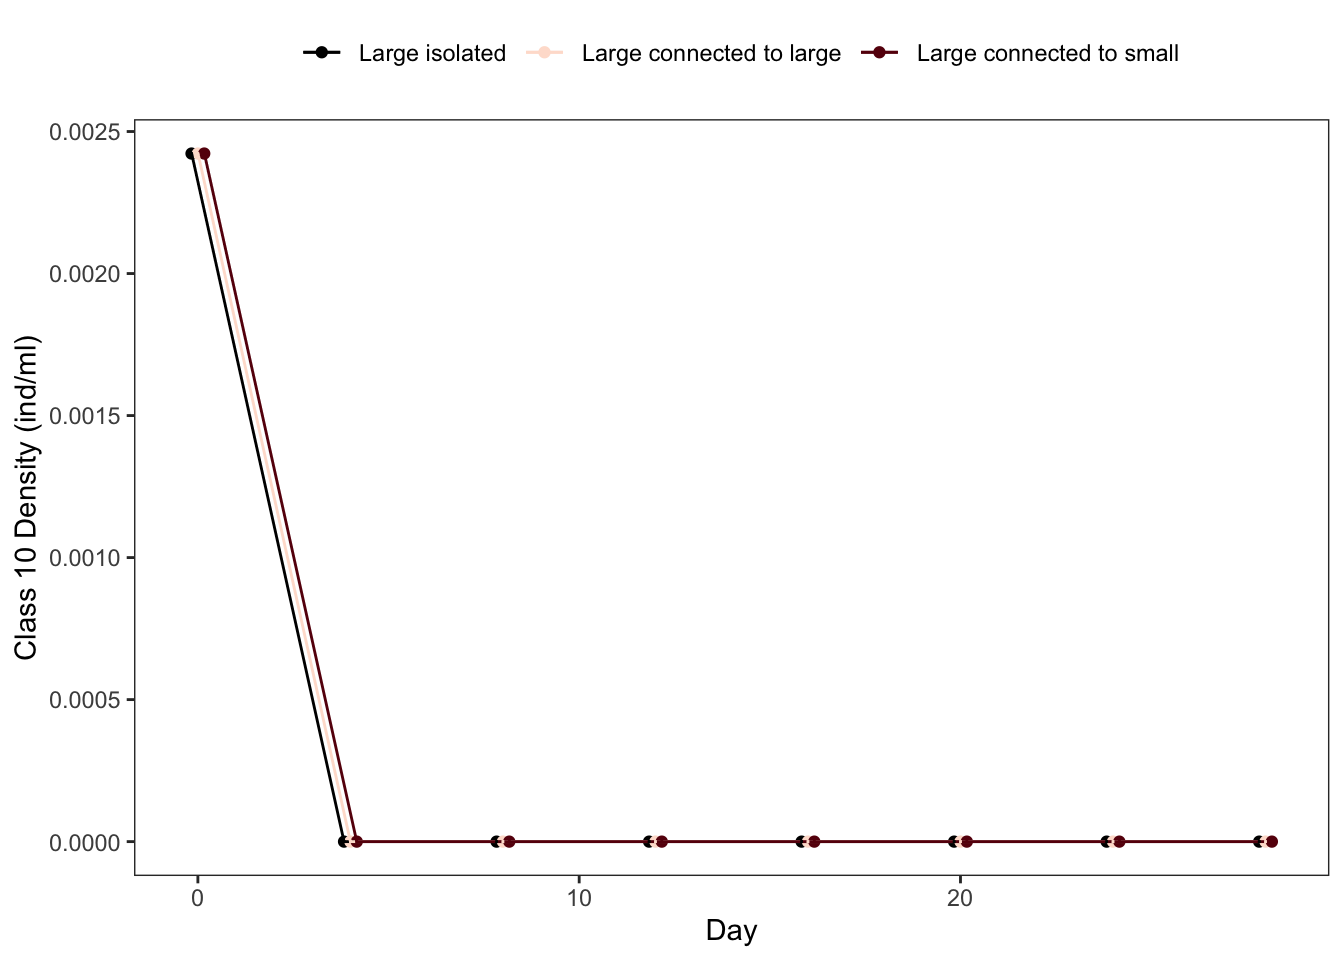 Large isolated Large connected to large Large connected to small
0.0025
0.0020
0.0015
0.0010
0.0005
0.0000
Class 10 Density (ind/ml)
0 10 20
Day